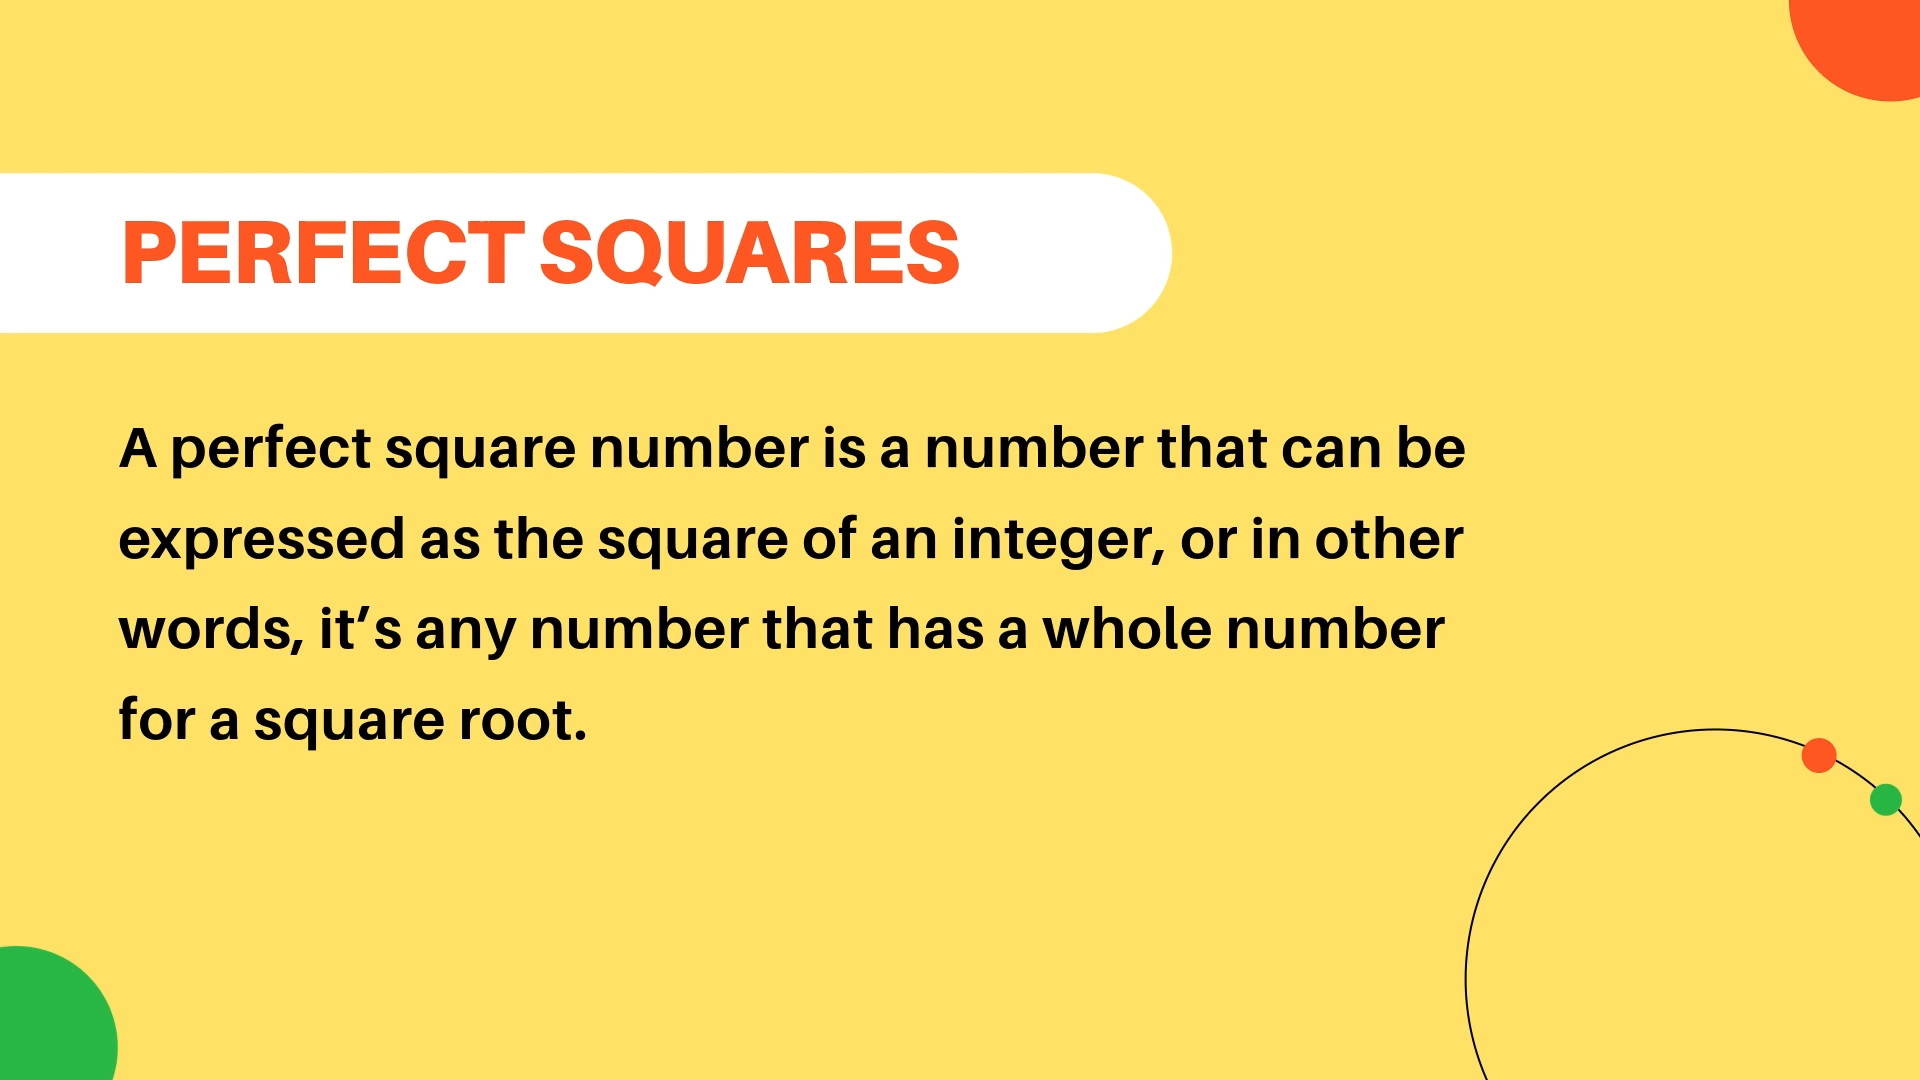 PERFECT SQUARES
A perfect square number is a number that can be
expressed as the square of an integer, or in other
words, it’s any number that has a whole number
for a square root.